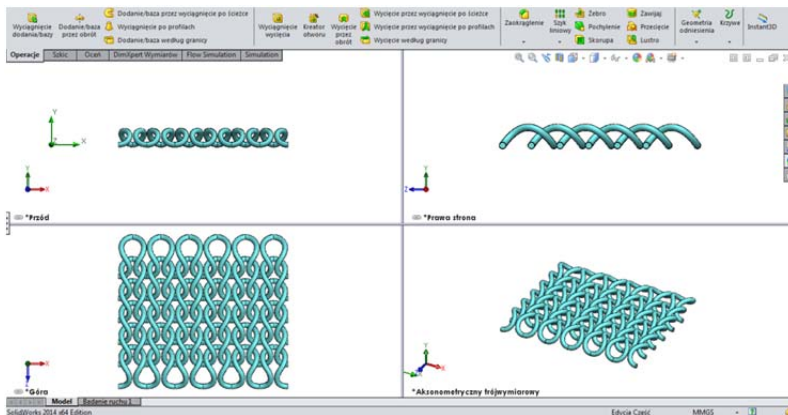 Wyciągnięcie dodania/bazy
Dodanie/baza przez obrót
Dodanie/baza przez wyciągnięcie po ścieżce
Wyciągnięcie po profilach
Dodanie/baza według granicy
Wyciągnięcie wycięcia
Kreator otworu
Wycięcie przez obrót
Wycięcie przez wyciągnięcie po ścieżce
Wycięcie przez wyciągnięcie po profilach
Wycięcie według granicy
Zaokrąglenie
Szyk liniowy
Żebro
Pochylenie
Skorupa
Zawijaj
Przecięcie
Lustro
Geometria odniesienia
Krzywe
Instant3D
Operacje Szkic Oceń DimXpert Wymiarów Flow Simulation Simulation
Y
X
Y
X
*Przód
Y
Z
*Prawa strona
X
Z
*Góra
Y
X
*Aksonometryczny trójwymiarowy
Model Badanie ruchu 1
SolidWorks 2014 x64 Edition
Edycja Część MMGS